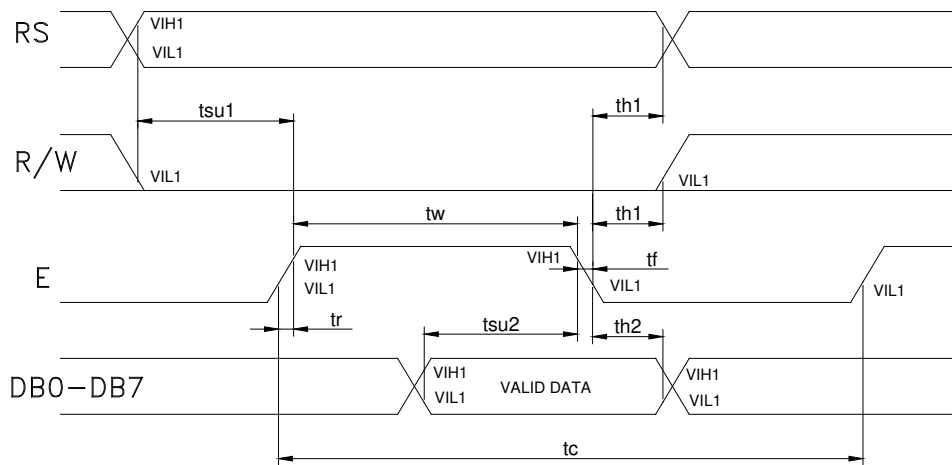 RS
VIH1
VIL1
tsu1
th1
R/W
VIL1
VIL1
tw
th1
E
VIH1
VIL1
VIH1
tf
VIL1
VIL1
tr
tsu2
th2
DB0-DB7
VIH1
VIL1
VALID DATA
VIH1
VIL1
tc